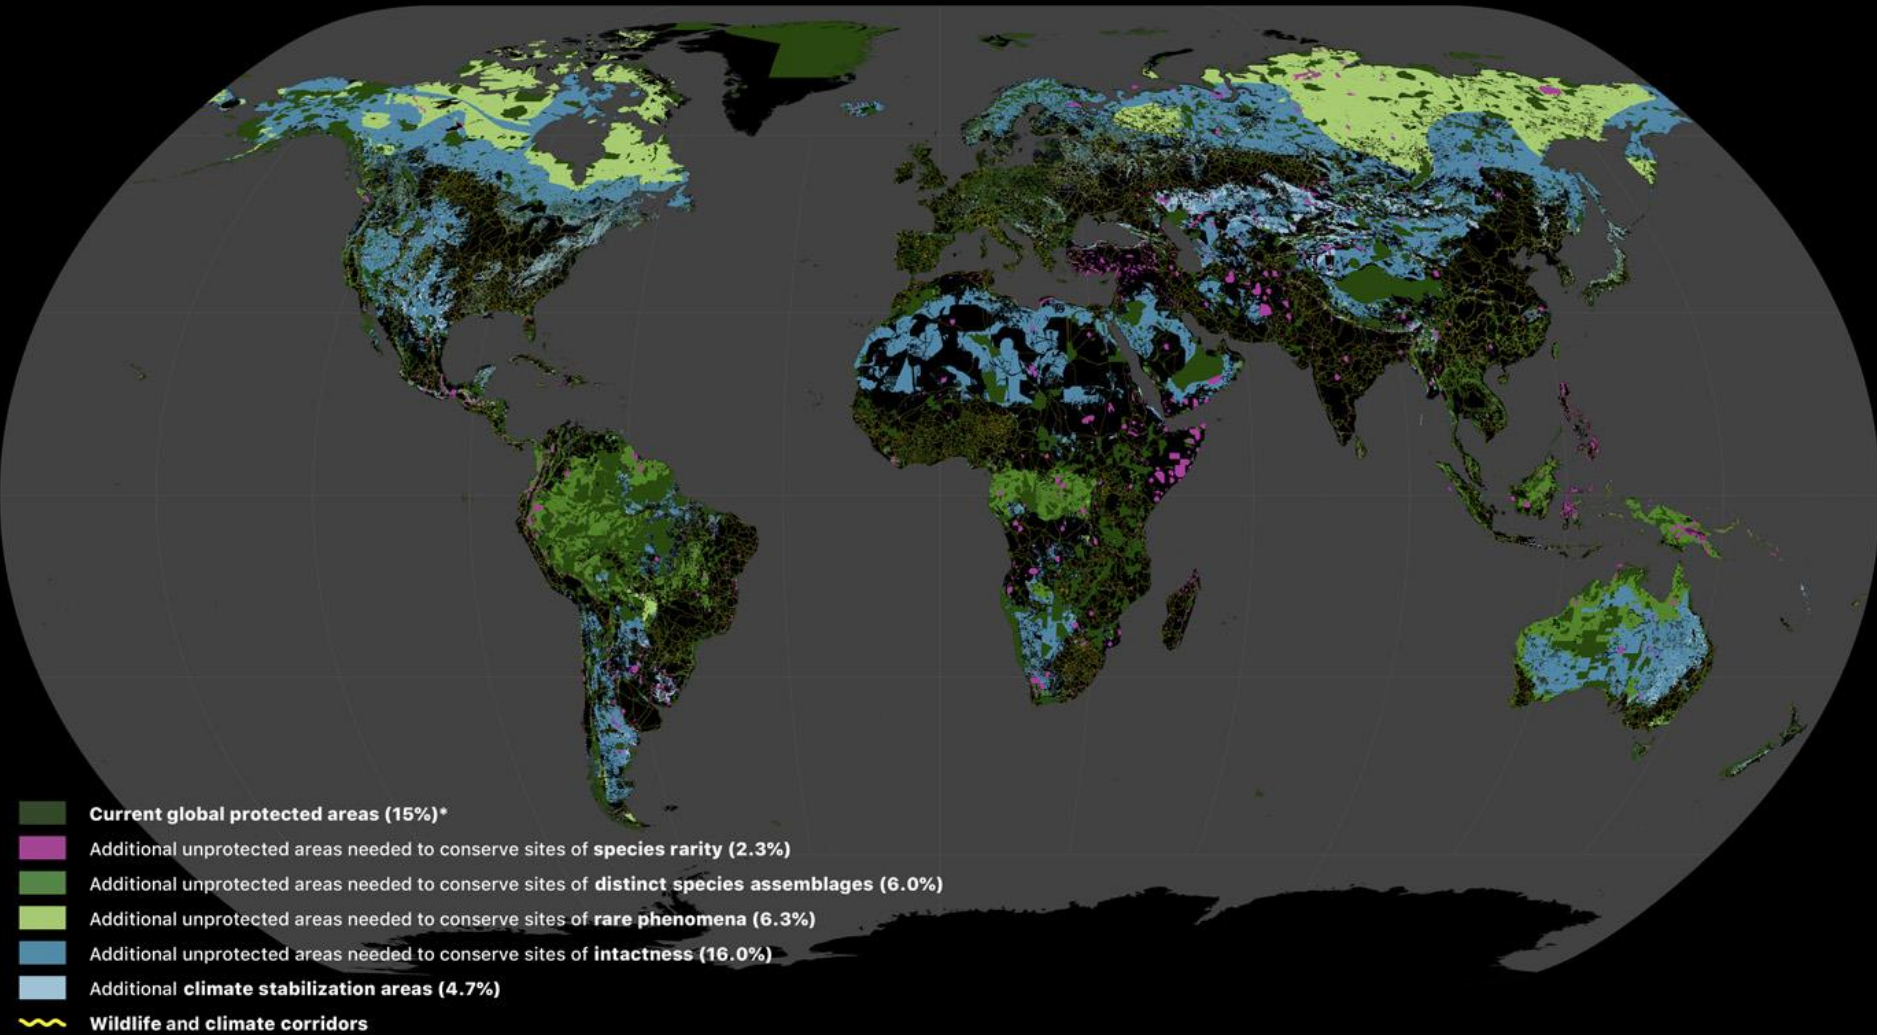 Current global protected areas (15%)*
Additional unprotected areas needed to conserve sites of species rarity (2.3%)
Additional unprotected areas needed to conserve sites of distinct species assemblages (6.0%)
Additional unprotected areas needed to conserve sites of rare phenomena (6.3%)
Additional unprotected areas needed to conserve sites of intactness (16.0%)
Additional climate stabilization areas (4.7%)
Wildlife and climate corridors